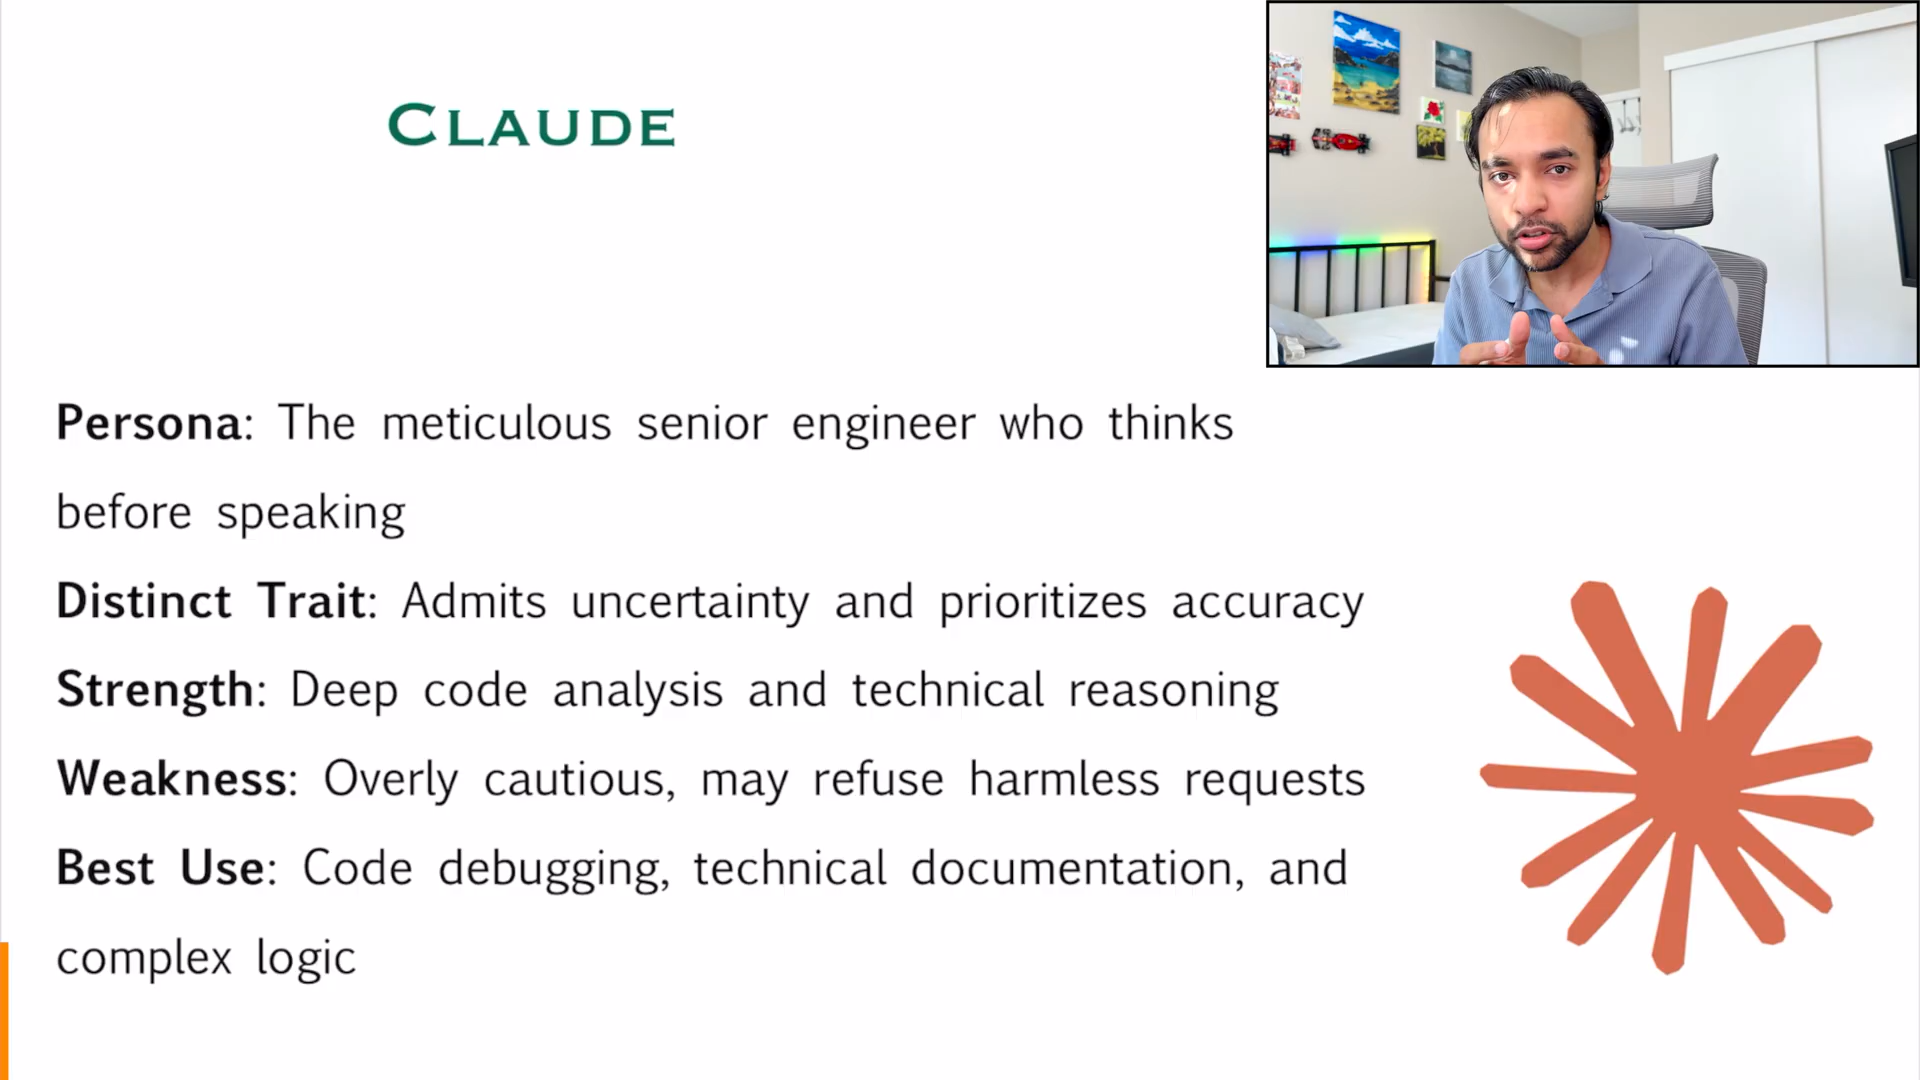 CLAUDE
Persona: The meticulous senior engineer who thinks
before speaking
Distinct Trait: Admits uncertainty and prioritizes accuracy
Strength: Deep code analysis and technical reasoning
Weakness: Overly cautious, may refuse harmless requests
Best Use: Code debugging, technical documentation, and
complex logic